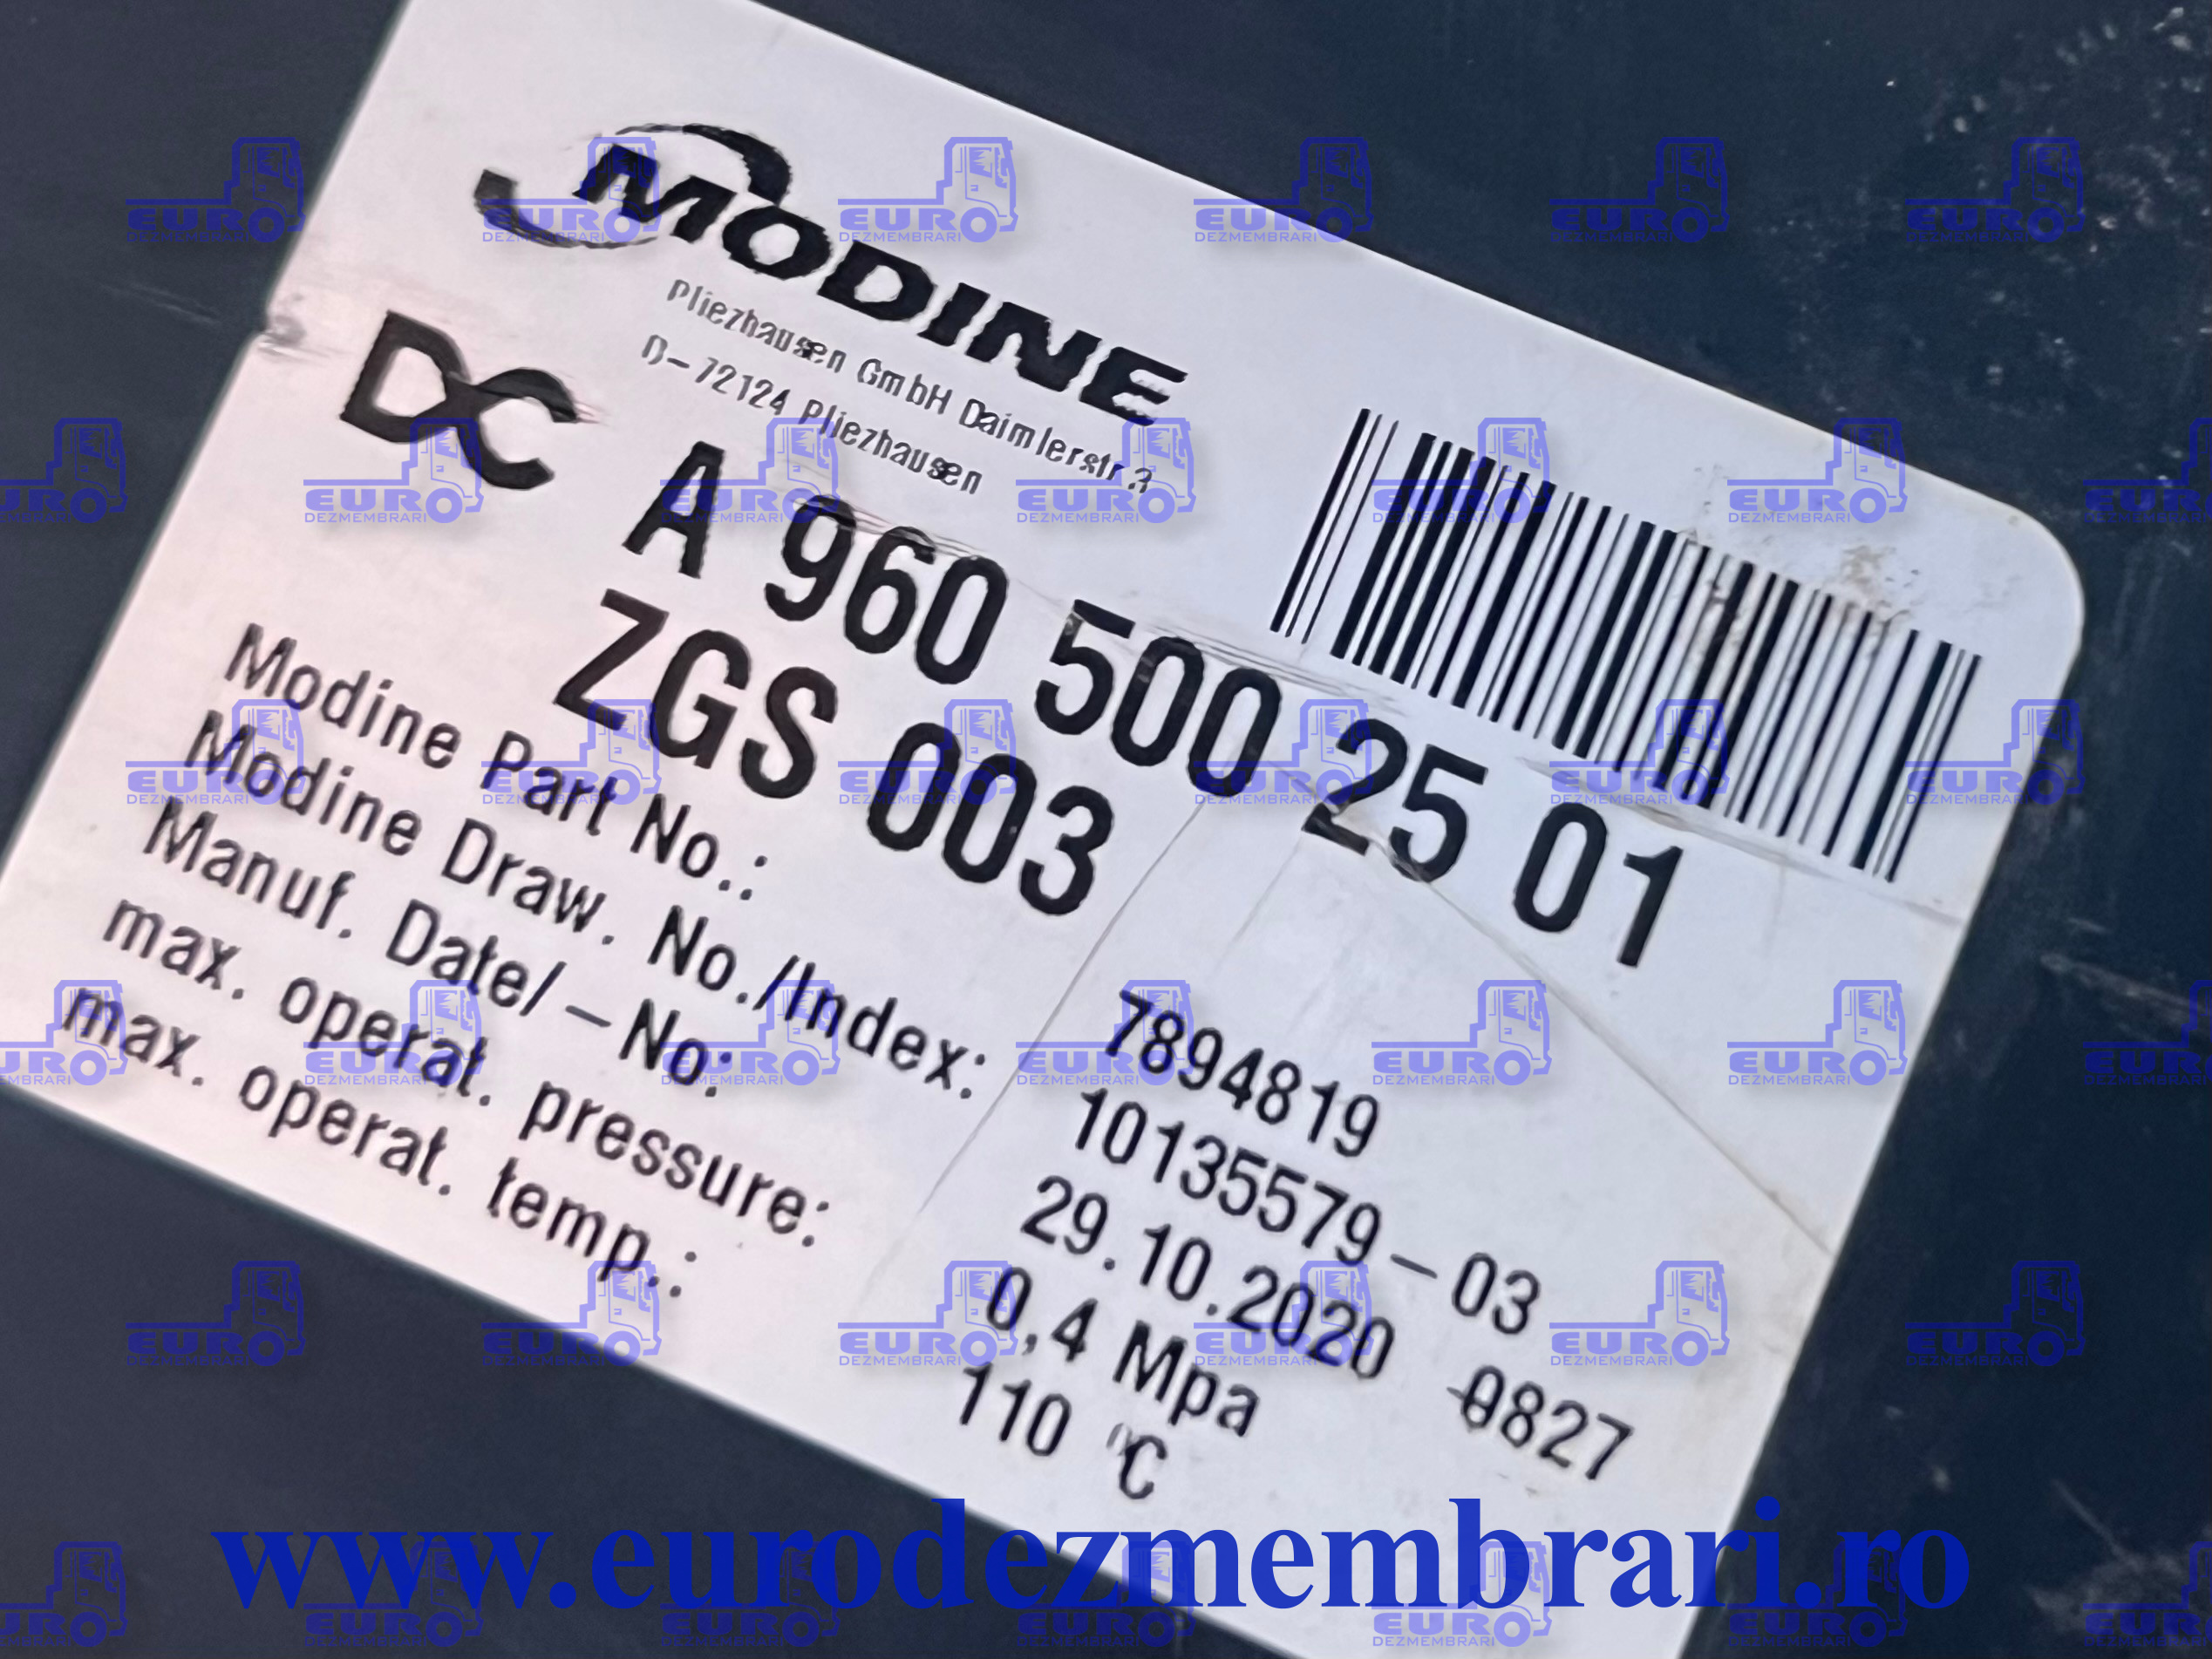 MODINE
Pliezhausen GmbH Daimlerstr.
D-72124 Pliezhausen
DC
A 960 500 25 01
ZGS 003
Modine Part No.: 7894819
Modine Draw. No./Index: 10135579-03
Manuf. Date/-No: 29.10.2020 0827
max. operat. pressure: 0,4 Mpa
max. operat. temp.: 110 °C
www.eurodezmembrari.ro
EURO
DEZMEMBRARI